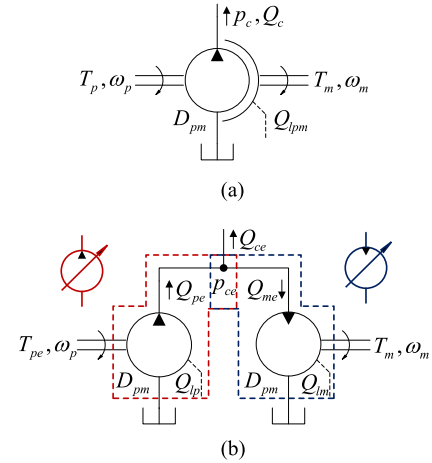 p_c, Q_c
T_p, ω_p
T_m, ω_m
D_pm
Q_lpm
(a)
Q_ce
Q_pe
p_ce
Q_me
T_pe, ω_p
T_m, ω_m
D_pm
Q_lp
D_pm
Q_lm
(b)